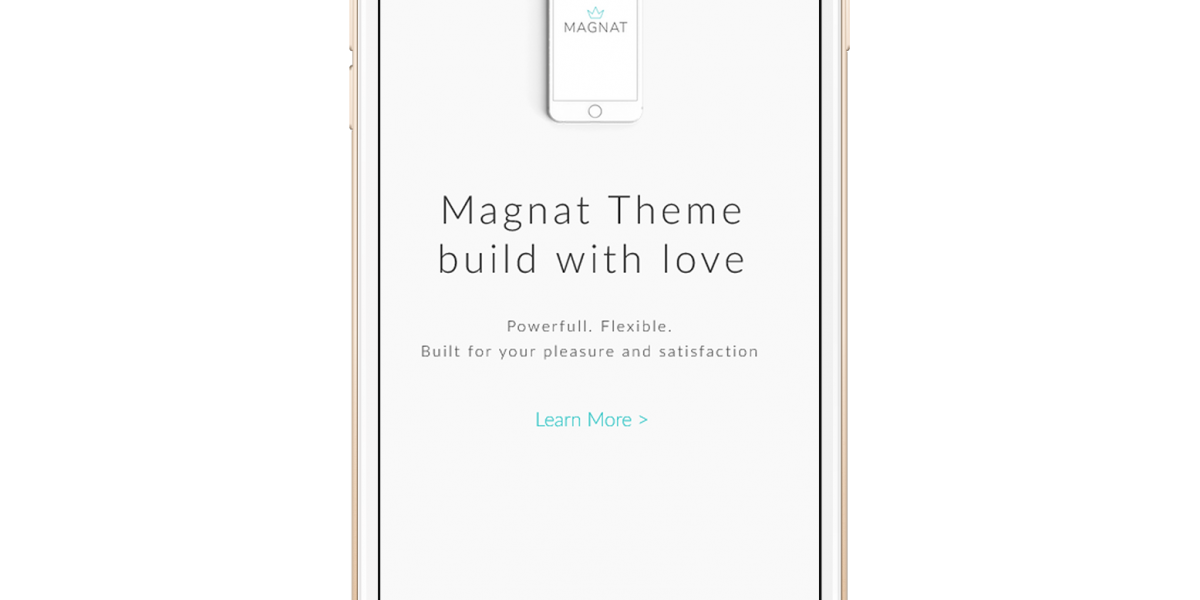 MAGNAT
Magnat Theme
build with love
Powerfull. Flexible.
Built for your pleasure and satisfaction
Learn More >